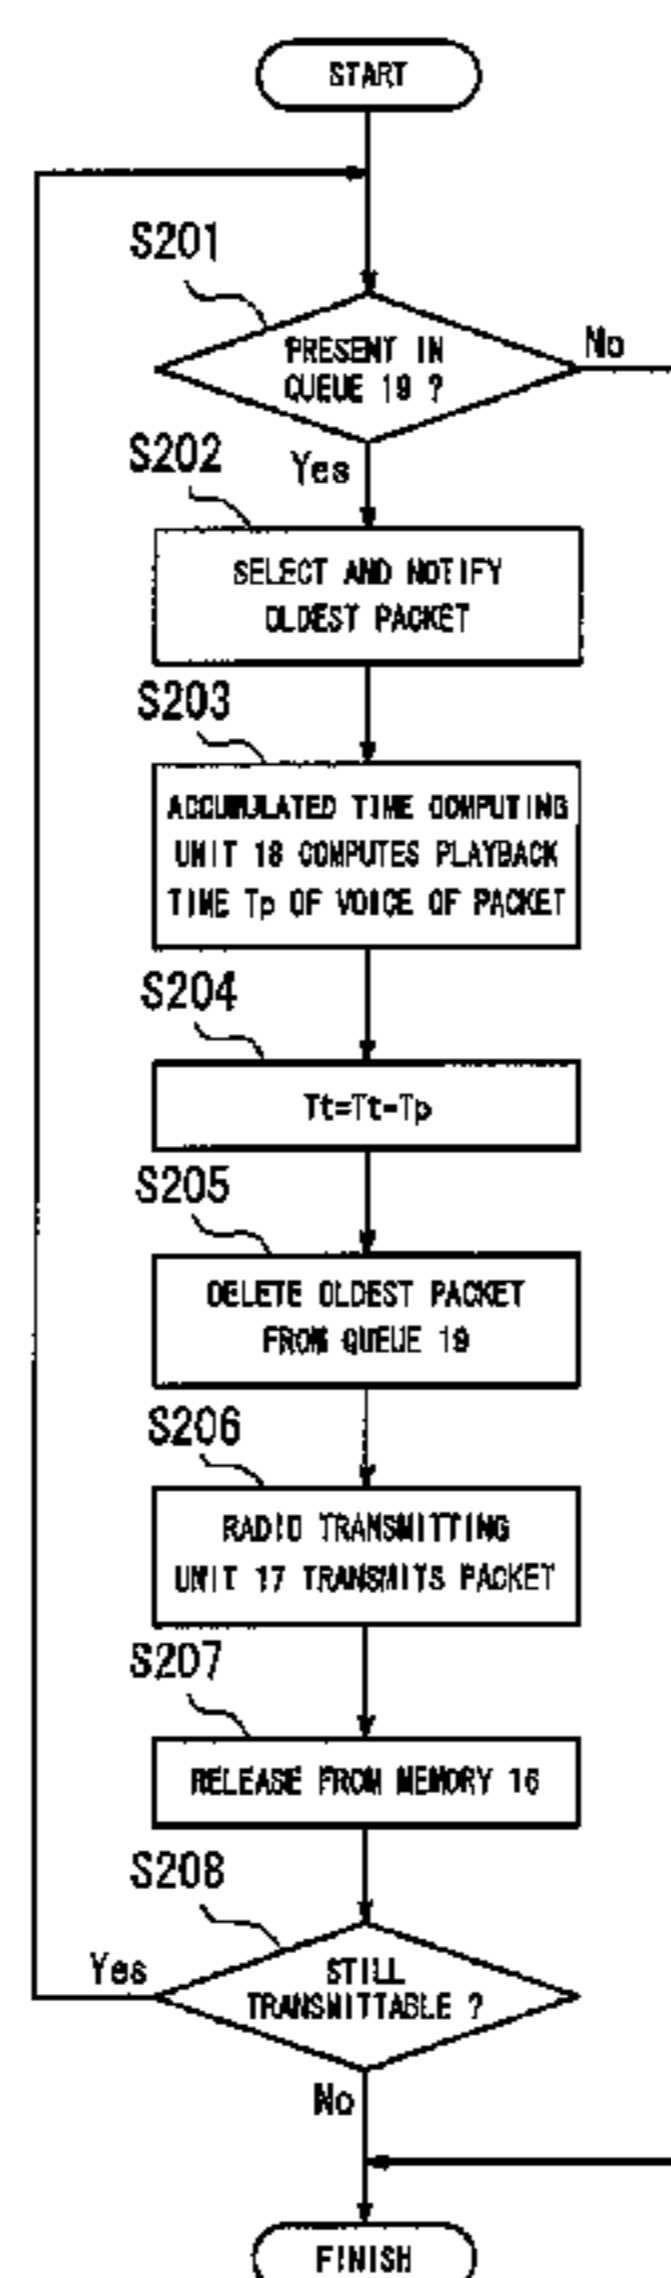 START
S201
PRESENT IN
QUEUE 19 ?
No
Yes
S202
SELECT AND NOTIFY
OLDEST PACKET
S203
ACCUMULATED TIME COMPUTING
UNIT 18 COMPUTES PLAYBACK
TIME Tp OF VOICE OF PACKET
S204
Tt=Tt-Tp
S205
DELETE OLDEST PACKET
FROM QUEUE 19
S206
RADIO TRANSMITTING
UNIT 17 TRANSMITS PACKET
S207
RELEASE FROM MEMORY 16
S208
Yes
STILL
TRANSMITTABLE ?
No
FINISH